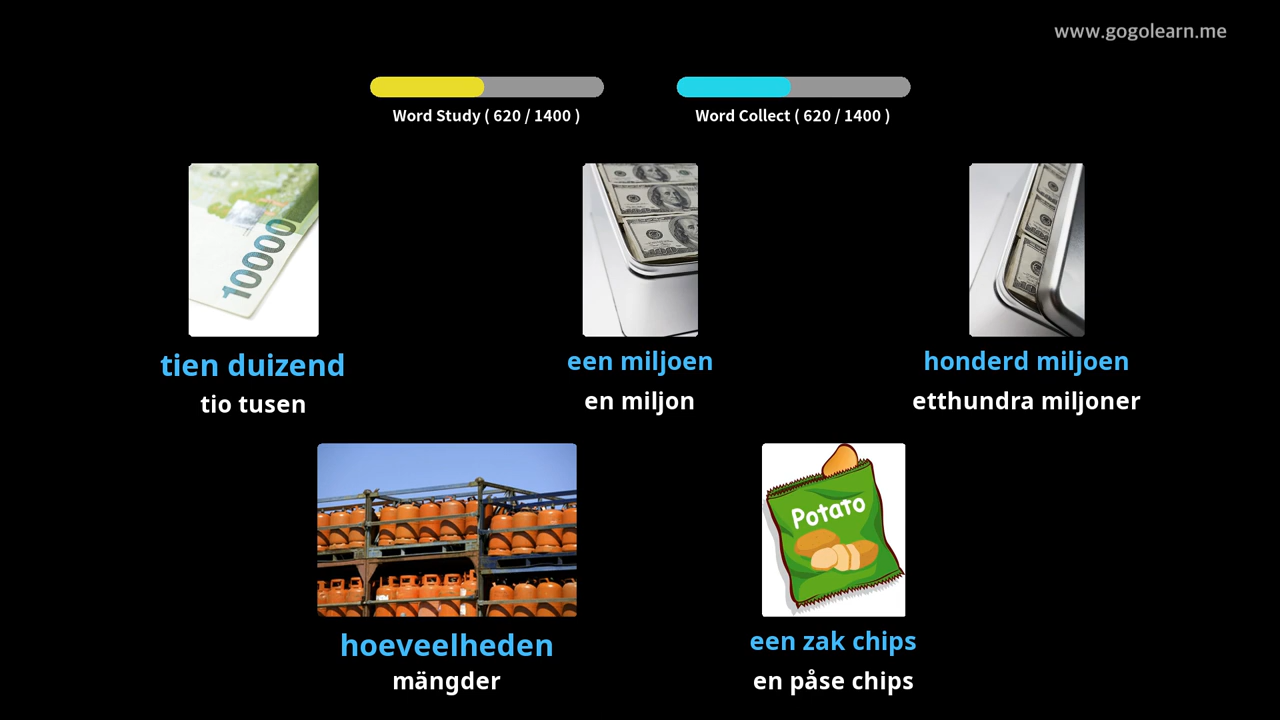 www.gogolearn.me
Word Study ( 620 / 1400 )
Word Collect ( 620 / 1400 )
10000
tien duizend
tio tusen
een miljoen
en miljon
honderd miljoen
etthundra miljoner
Potato
hoeveelheden
mängder
een zak chips
en påse chips